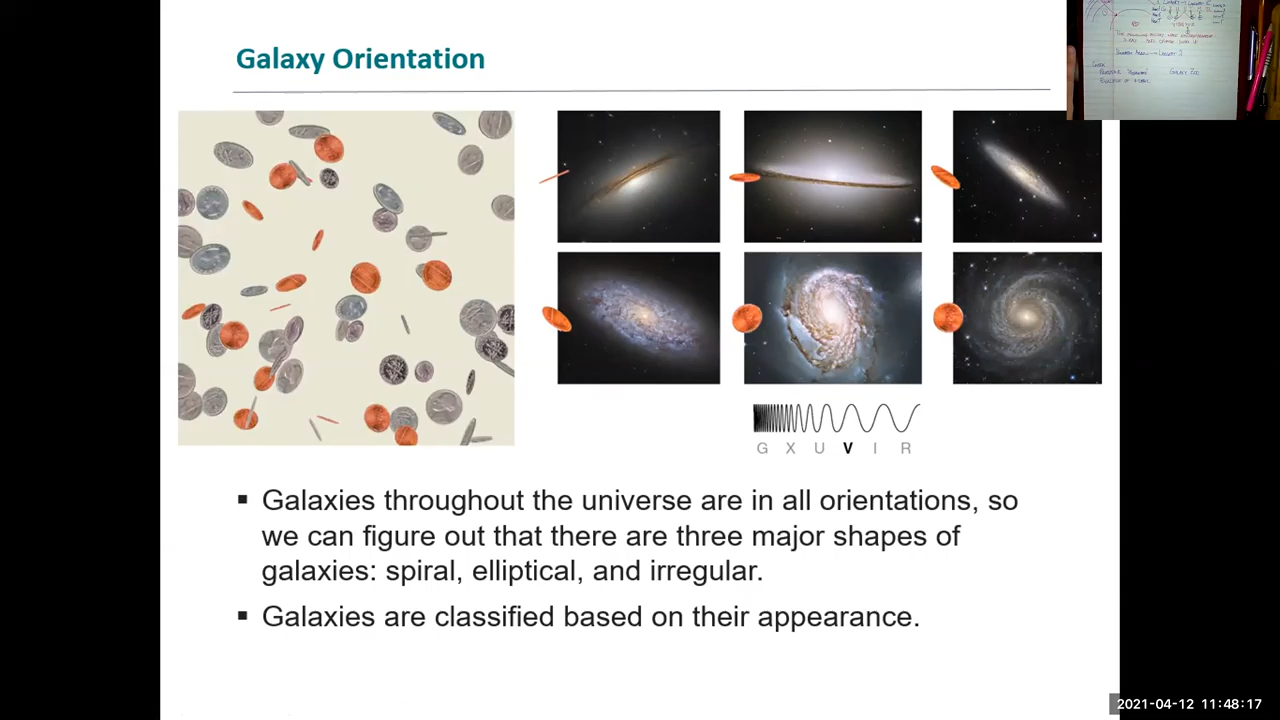 Galaxy Orientation
G X U V I R
▪ Galaxies throughout the universe are in all orientations, so
we can figure out that there are three major shapes of
galaxies: spiral, elliptical, and irregular.
▪ Galaxies are classified based on their appearance.
Galaxy Zoo
2021-04-12 11:48:17